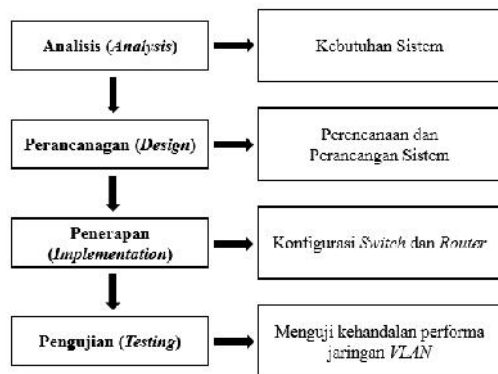 Analisis (Analysis)
Kebutuhan Sistem
Perancanagan (Design)
Perencanaan dan
Perancangan Sistem
Penerapan
(Implementation)
Konfigurasi Switch dan Router
Pengujian (Testing)
Menguji kehandalan performa
jaringan VLAN